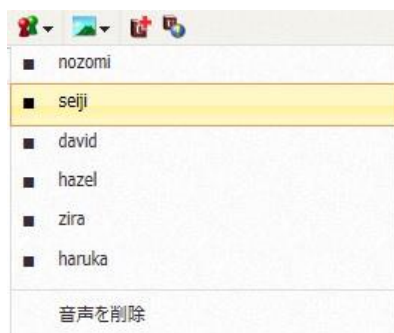 nozomi
seiji
david
hazel
zira
haruka
音声を削除